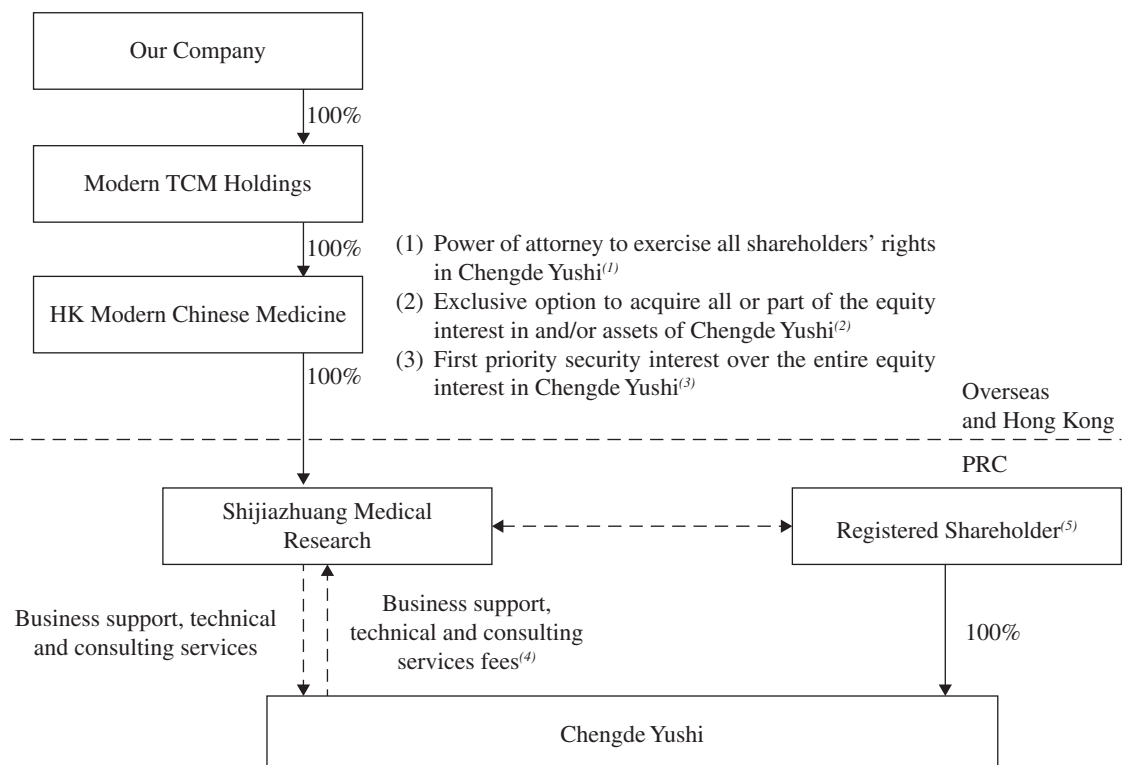 Our Company
100%
Modern TCM Holdings
100%
HK Modern Chinese Medicine
100%
(1) Power of attorney to exercise all shareholders’ rights
in Chengde Yushi(1)
(2) Exclusive option to acquire all or part of the equity
interest in and/or assets of Chengde Yushi(2)
(3) First priority security interest over the entire equity
interest in Chengde Yushi(3)
Overseas
and Hong Kong
PRC
Shijiazhuang Medical
Research
Registered Shareholder(5)
Business support, technical
and consulting services
Business support,
technical and consulting
services fees(4)
100%
Chengde Yushi